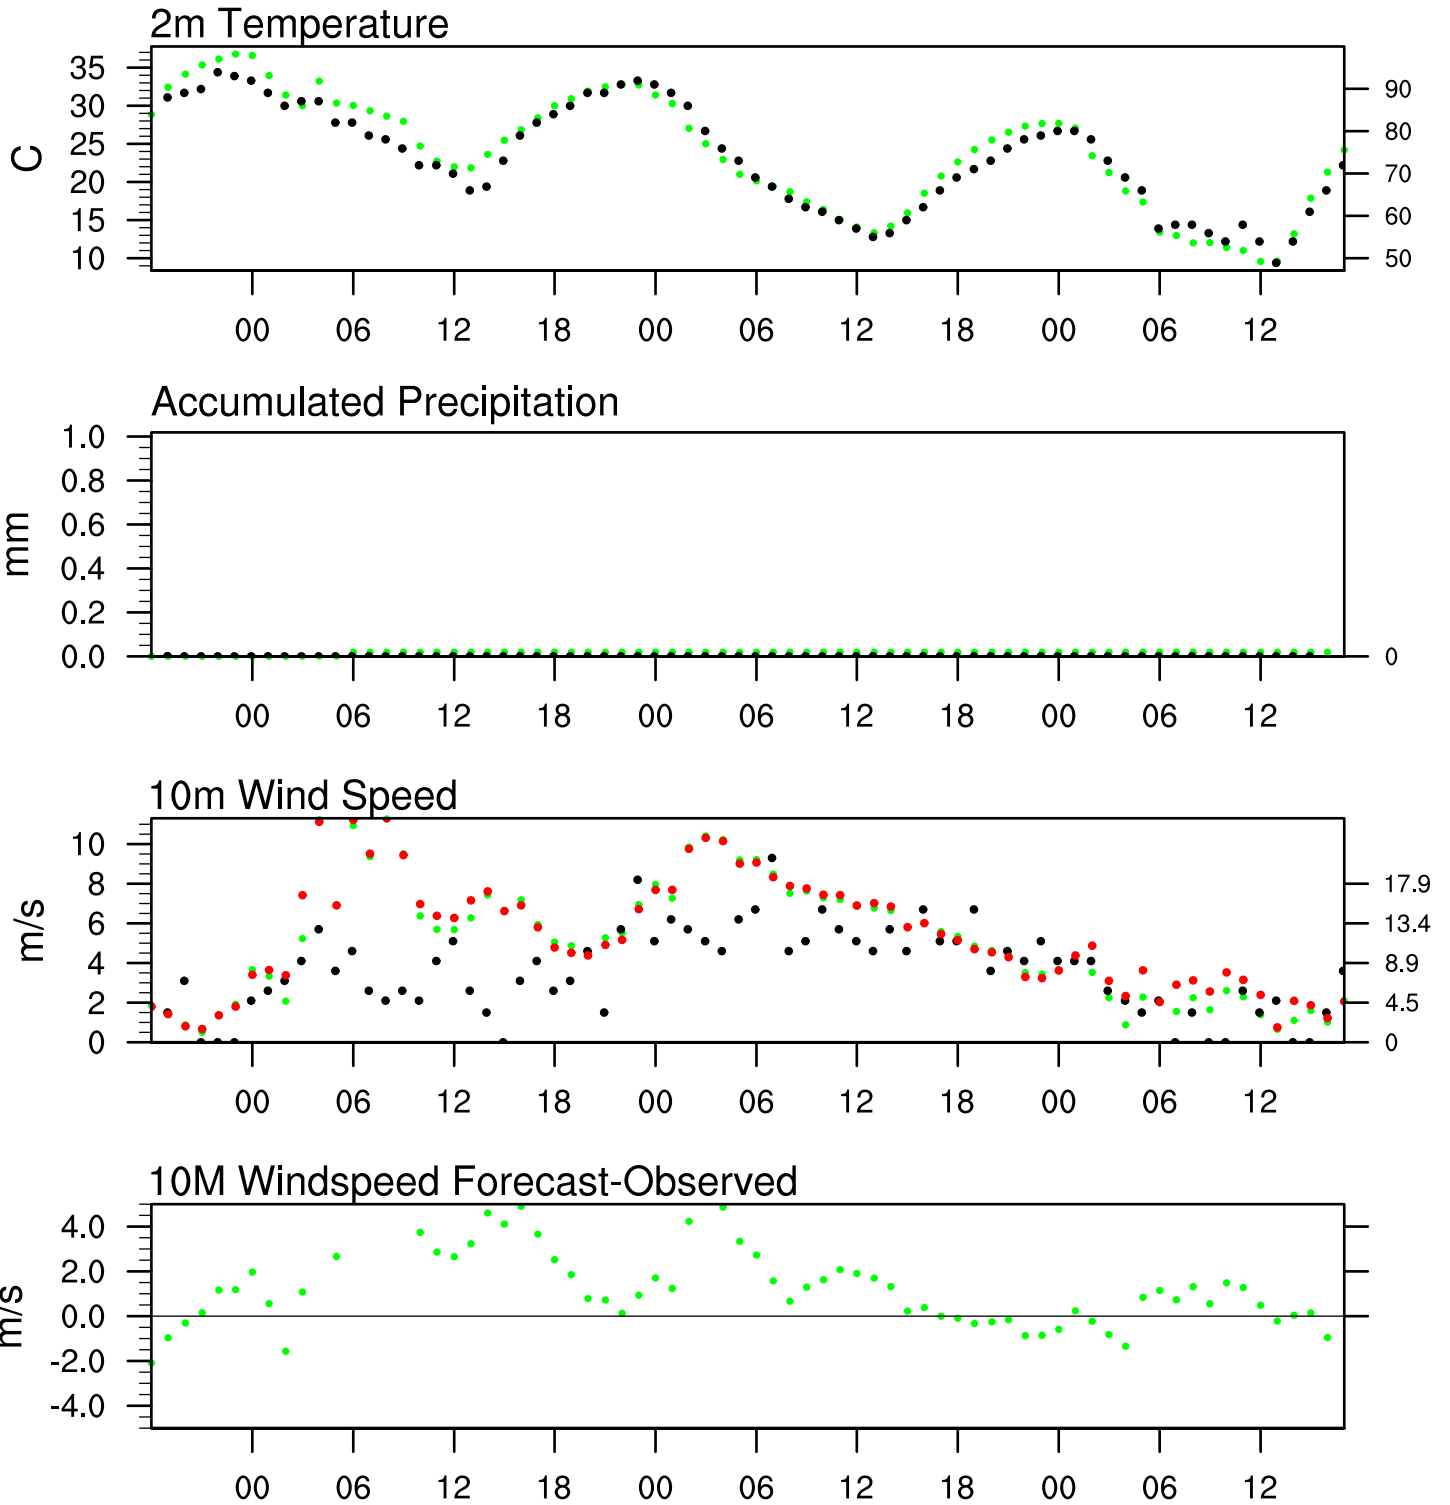 2m Temperature
C
35
30
25
20
15
10
90
80
70
60
50
00 06 12 18 00 06 12 18 00 06 12
Accumulated Precipitation
mm
1.0
0.8
0.6
0.4
0.2
0.0
0
00 06 12 18 00 06 12 18 00 06 12
10m Wind Speed
m/s
10
8
6
4
2
0
17.9
13.4
8.9
4.5
0
00 06 12 18 00 06 12 18 00 06 12
10M Windspeed Forecast-Observed
m/s
4.0
2.0
0.0
-2.0
-4.0
00 06 12 18 00 06 12 18 00 06 12